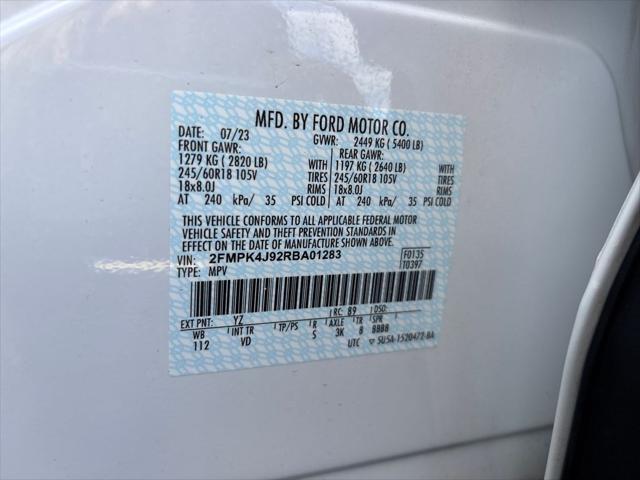 MFD. BY FORD MOTOR CO.
DATE: 07/23 GVWR: 2449 KG (5400 LB)
FRONT GAWR: REAR GAWR:
1279 KG (2820 LB) WITH 1197 KG (2640 LB) WITH
245/60R18 105V TIRES 245/60R18 105V TIRES
18x8.0J RIMS 18x8.0J RIMS
AT 240 kPa/ 35 PSI COLD AT 240 kPa/ 35 PSI COLD
THIS VEHICLE CONFORMS TO ALL APPLICABLE FEDERAL MOTOR
VEHICLE SAFETY AND THEFT PREVENTION STANDARDS IN
EFFECT ON THE DATE OF MANUFACTURE SHOWN ABOVE.
VIN: 2FMPK4J92RBA01283 F0135
TYPE: MPV T0397
EXT PNT: YZ RC: 89 DSO:
WB INT TR TP/PS R AXLE TR SPR
112 VD S 3K 8 BBBB
UTC SU5A-1520472-BA